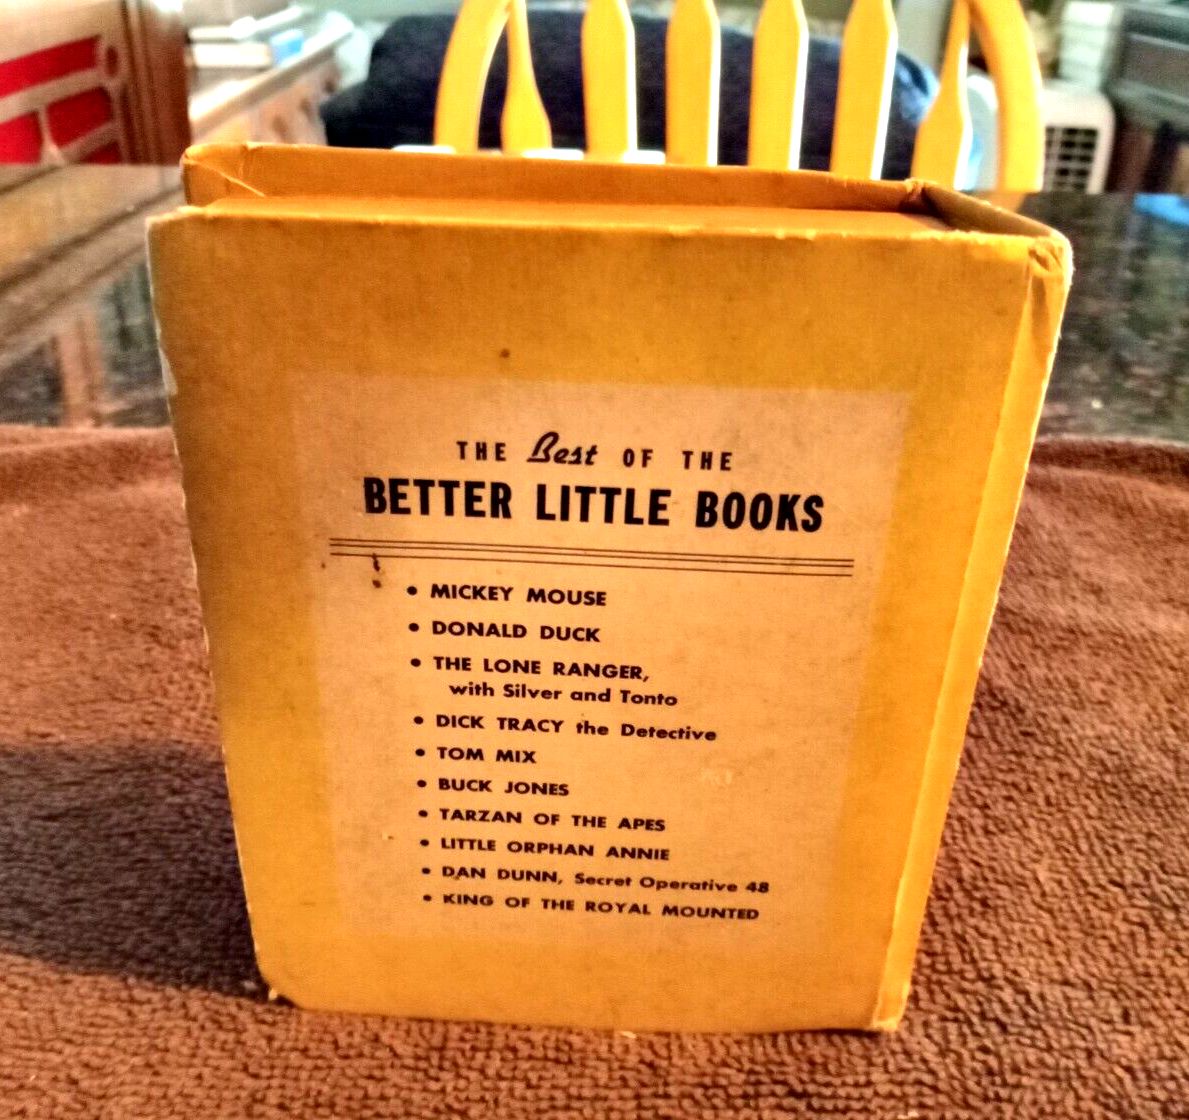 THE Best OF THE
BETTER LITTLE BOOKS
• MICKEY MOUSE
• DONALD DUCK
• THE LONE RANGER,
with Silver and Tonto
• DICK TRACY the Detective
• TOM MIX
• BUCK JONES
• TARZAN OF THE APES
• LITTLE ORPHAN ANNIE
• DAN DUNN, Secret Operative 48
• KING OF THE ROYAL MOUNTED